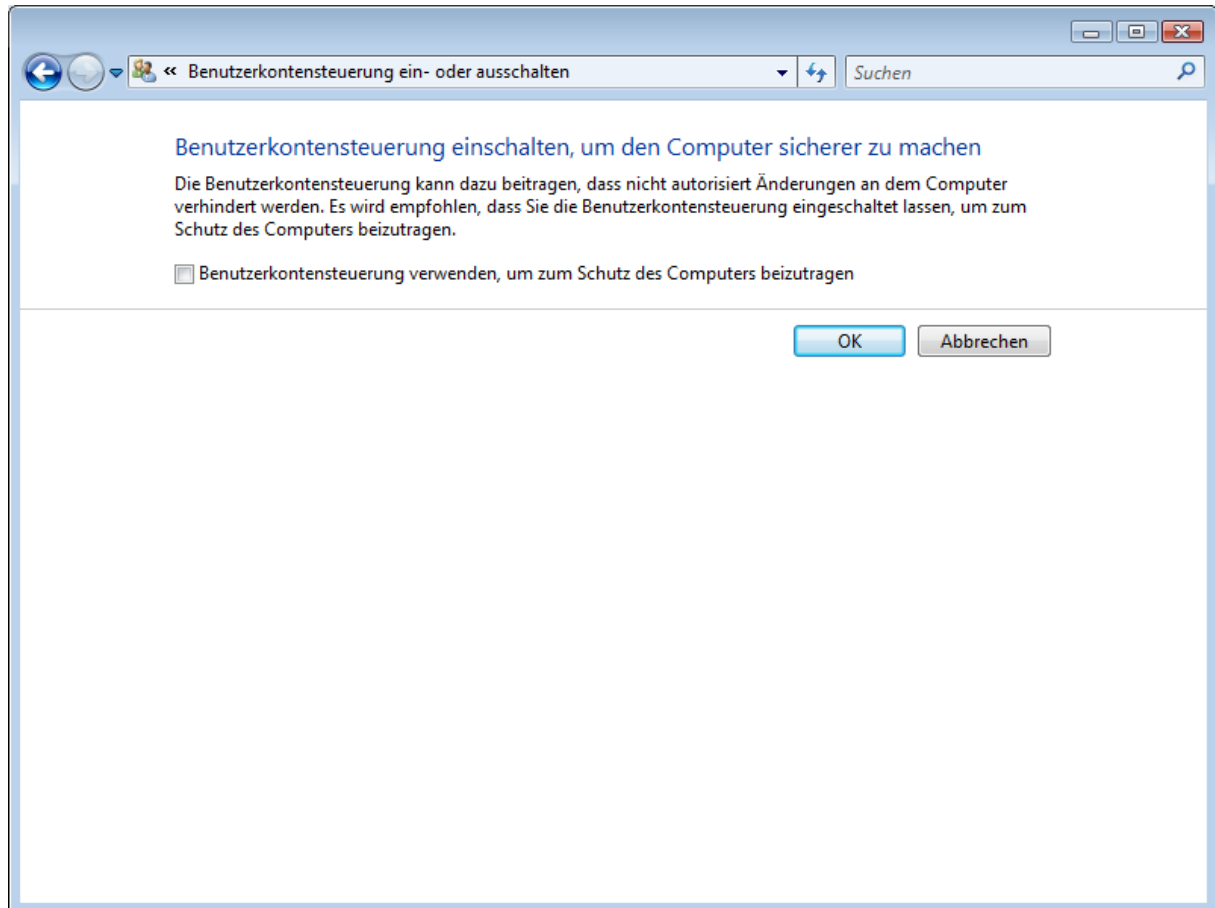 « Benutzerkontensteuerung ein- oder ausschalten
Suchen
Benutzerkontensteuerung einschalten, um den Computer sicherer zu machen
Die Benutzerkontensteuerung kann dazu beitragen, dass nicht autorisiert Änderungen an dem Computer
verhindert werden. Es wird empfohlen, dass Sie die Benutzerkontensteuerung eingeschaltet lassen, um zum
Schutz des Computers beizutragen.
Benutzerkontensteuerung verwenden, um zum Schutz des Computers beizutragen
OK
Abbrechen